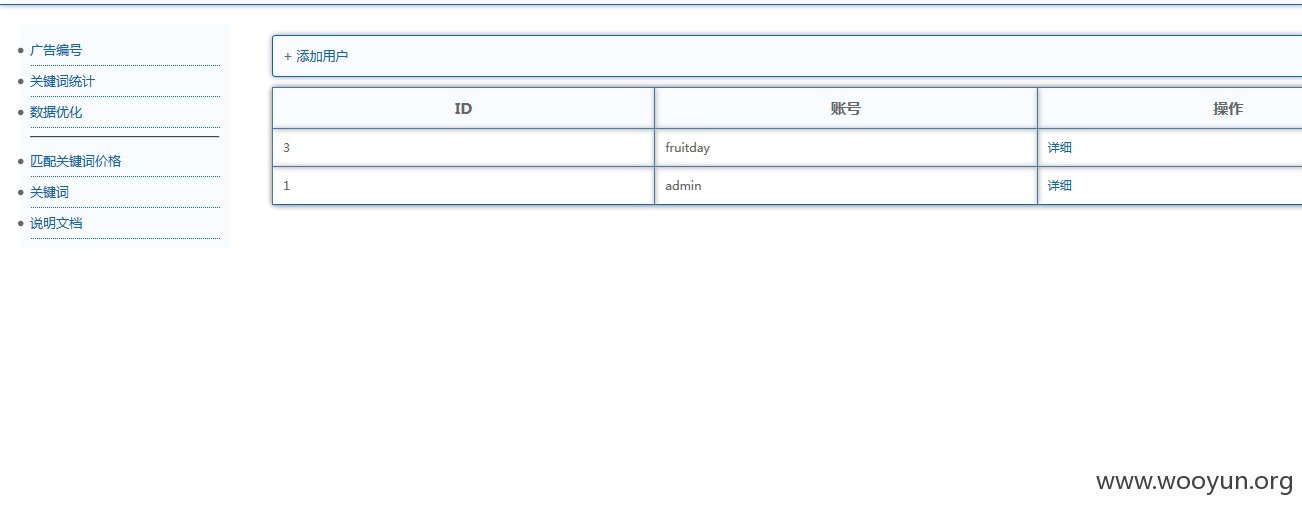 广告编号
关键词统计
数据优化
匹配关键词价格
关键词
说明文档
+ 添加用户
ID 账号 操作
3 fruitday 详细
1 admin 详细
www.wooyun.org